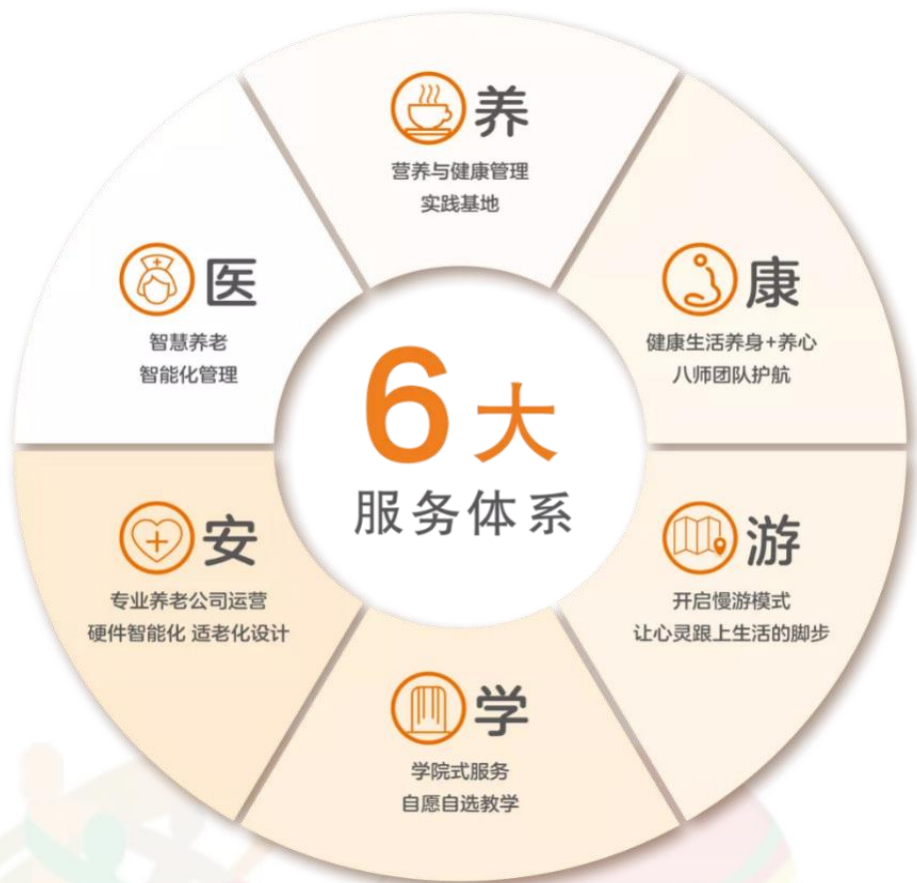 养
营养与健康管理
实践基地
康
健康生活养身+养心
八师团队护航
游
开启慢游模式
让心灵跟上生活的脚步
学
学院式服务
自愿自选教学
安
专业养老公司运营
硬件智能化 适老化设计
医
智慧养老
智能化管理
6大
服务体系